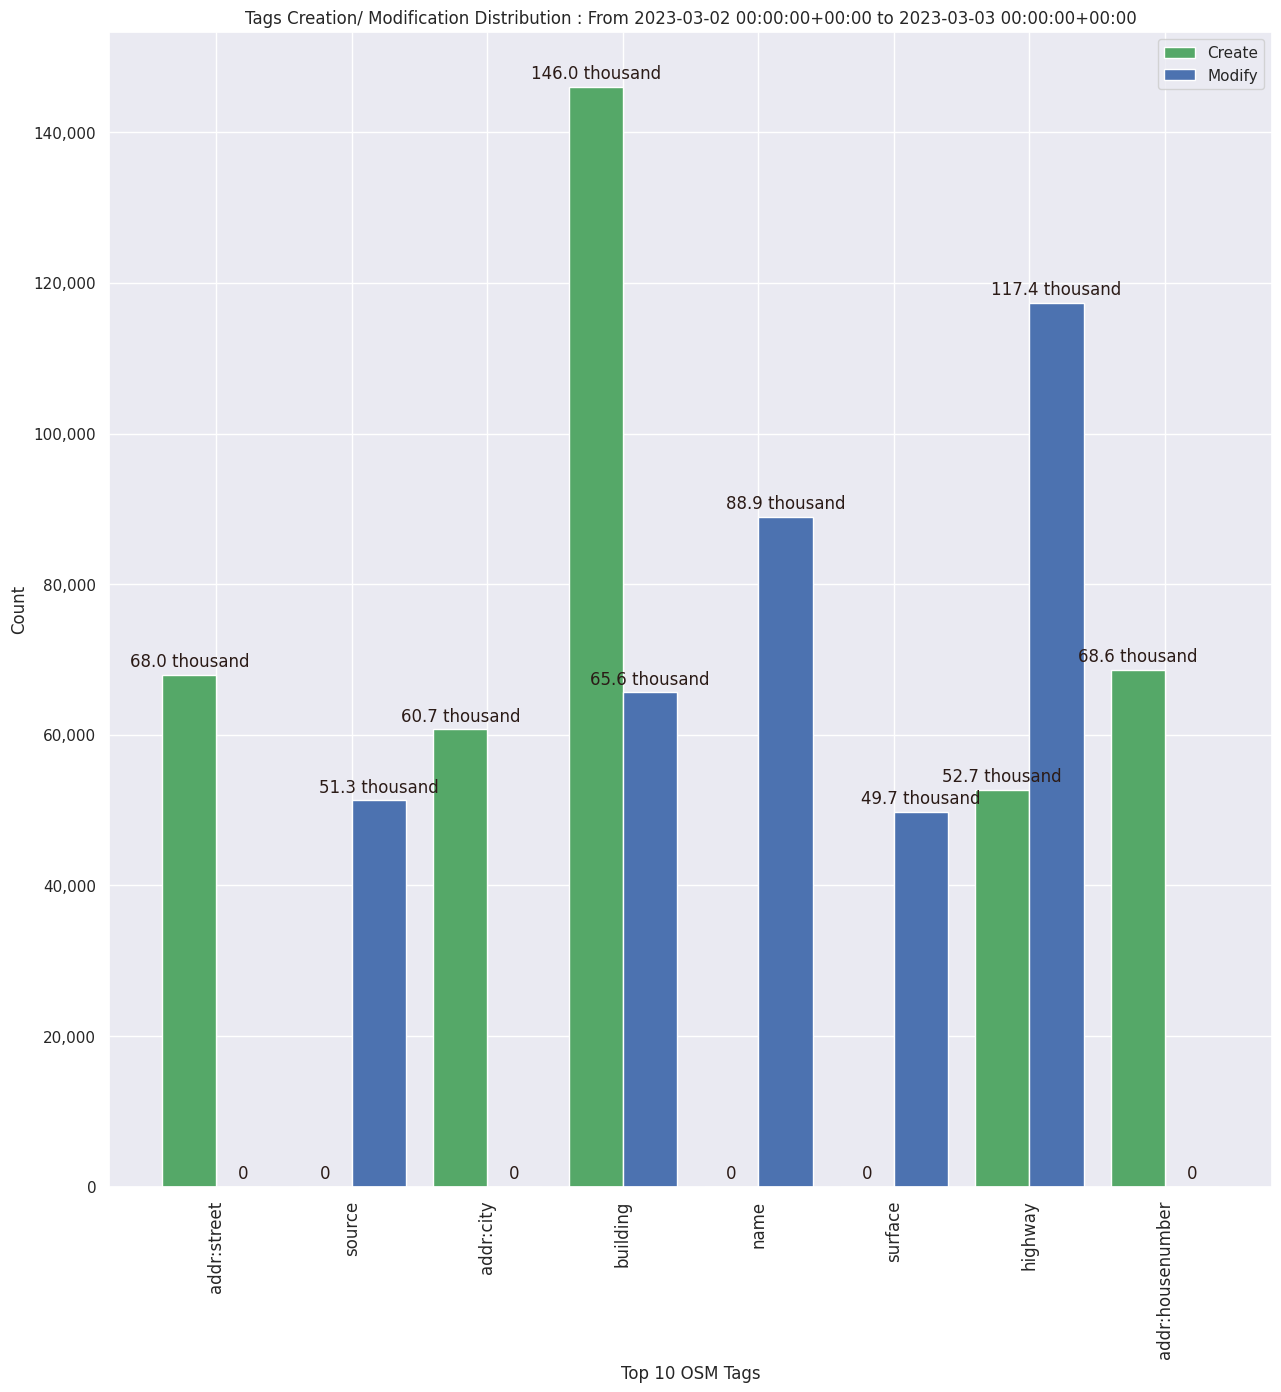 Tags Creation/ Modification Distribution : From 2023-03-02 00:00:00+00:00 to 2023-03-03 00:00:00+00:00
Create
Modify
146.0 thousand
140,000
120,000
117.4 thousand
100,000
88.9 thousand
80,000
68.0 thousand
65.6 thousand
68.6 thousand
60.7 thousand
60,000
51.3 thousand
52.7 thousand
49.7 thousand
40,000
20,000
0
0
0
0
0
0
0
Count
addr:street
source
addr:city
building
name
surface
highway
addr:housenumber
Top 10 OSM Tags